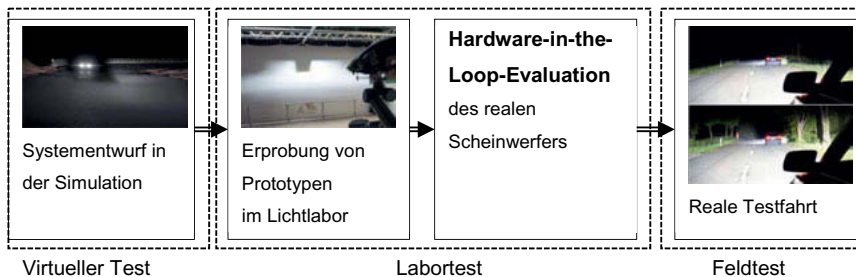 Systementwurf in
der Simulation
Erprobung von
Prototypen
im Lichtlabor
Hardware-in-the-
Loop-Evaluation
des realen
Scheinwerfers
Reale Testfahrt
Virtueller Test
Labortest
Feldtest